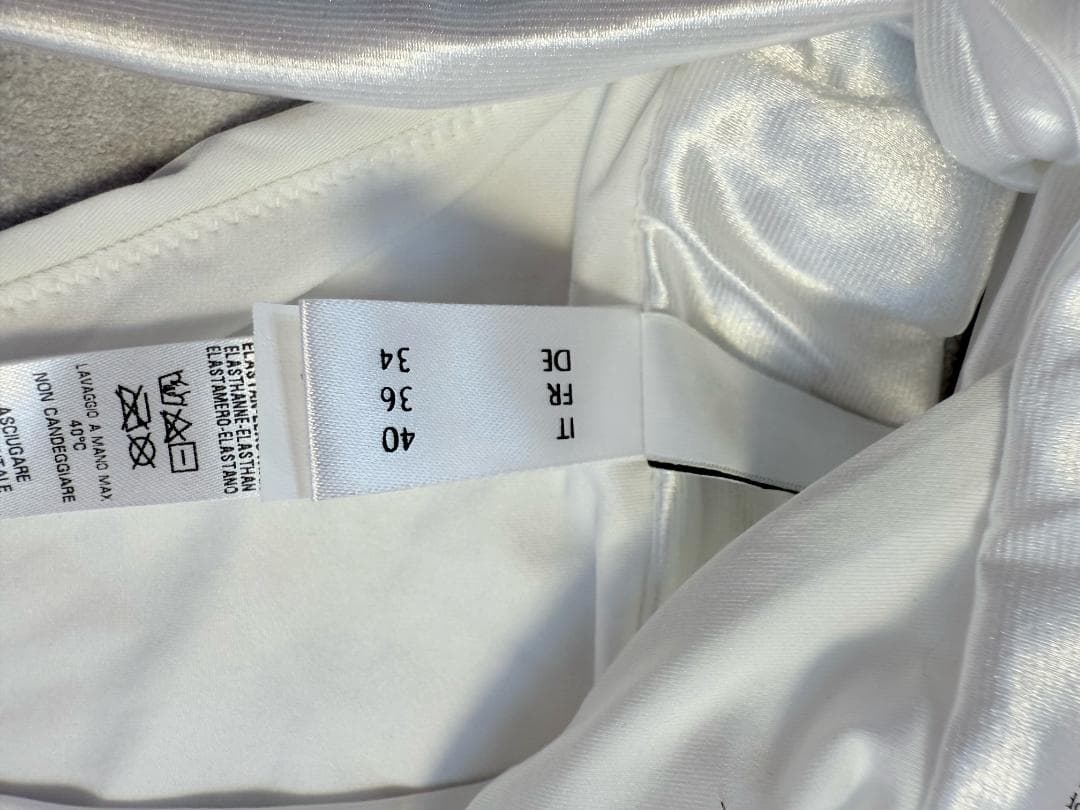 IT 40
FR 36
DE 34
ELASTHANNE-ELASTHAN
ELASTAMERO-ELASTANO
LAVAGGIO A MANO MAX
40°C
NON CANDEGGIARE
ASCIUGARE